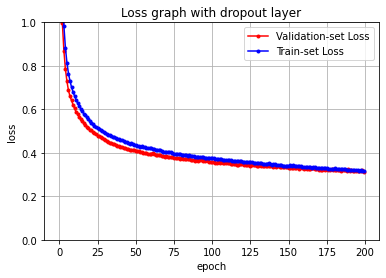 Loss graph with dropout layer
Validation-set Loss
Train-set Loss
1.0
0.8
0.6
0.4
0.2
0.0
loss
0 25 50 75 100 125 150 175 200
epoch